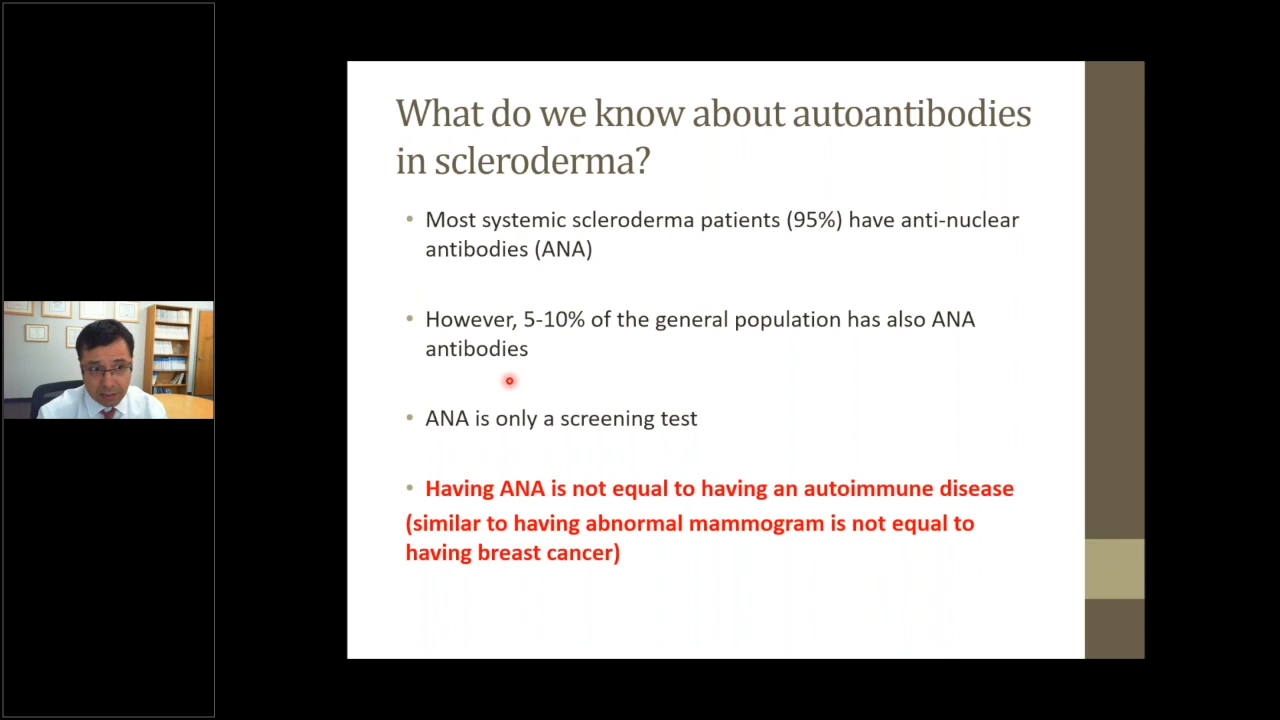 What do we know about autoantibodies
in scleroderma?
• Most systemic scleroderma patients (95%) have anti-nuclear
antibodies (ANA)
• However, 5-10% of the general population has also ANA
antibodies
• ANA is only a screening test
• Having ANA is not equal to having an autoimmune disease
(similar to having abnormal mammogram is not equal to
having breast cancer)